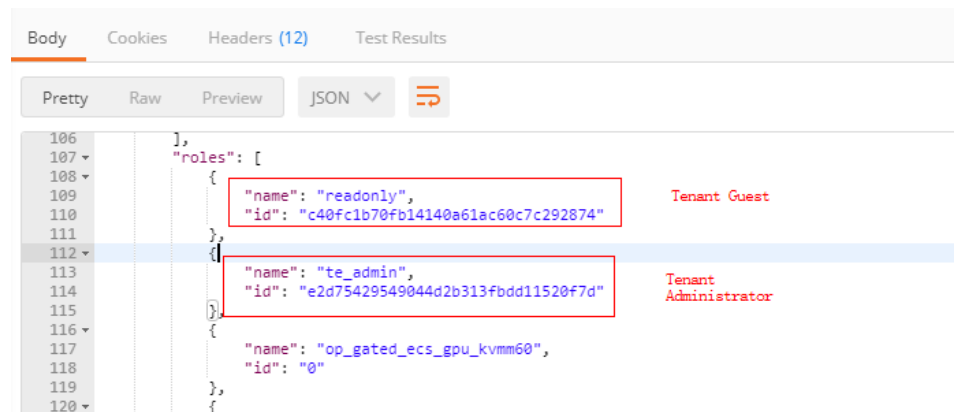 Body Cookies Headers (12) Test Results
Pretty Raw Preview JSON
106 ],
107 "roles": [
108 {
109 "name": "readonly", Tenant Guest
110 "id": "c40fc1b70fb14140a61ac60c7c292874"
111 },
112 {
113 "name": "te_admin", Tenant
114 "id": "e2d75429549044d2b313fbdd11520f7d" Administrator
115 },
116 {
117 "name": "op_gated_ecs_gpu_kvmm60",
118 "id": "0"
119 },
120 {